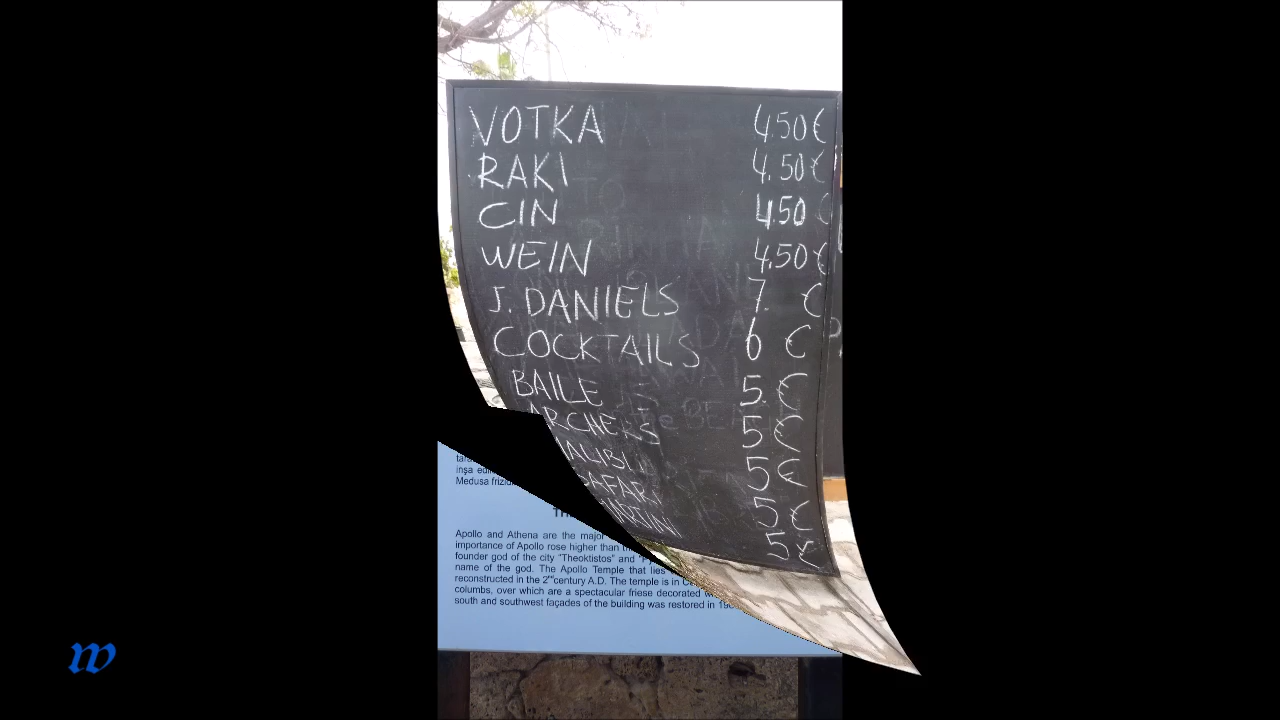 VOTKA 4.50€
RAKI 4.50€
CIN 4.50€
WEIN 4.50€
J. DANIELS 7. €
COCKTAILS 6 €
BAILE S 5. €
ARCHERS 5 €
ALIBU 5 €
AFARI 5 €
MARTINI 5 €
inşa
Medusa
Apollo and Athena are the major
importance of Apollo rose higher than
founder god of the city "Theoktistos" and
name of the god. The Apollo Temple that lies
reconstructed in the 2nd century A.D. The temple is in
columbs, over which are a spectacular friese decorated
south and southwest façades of the building was restored in
w